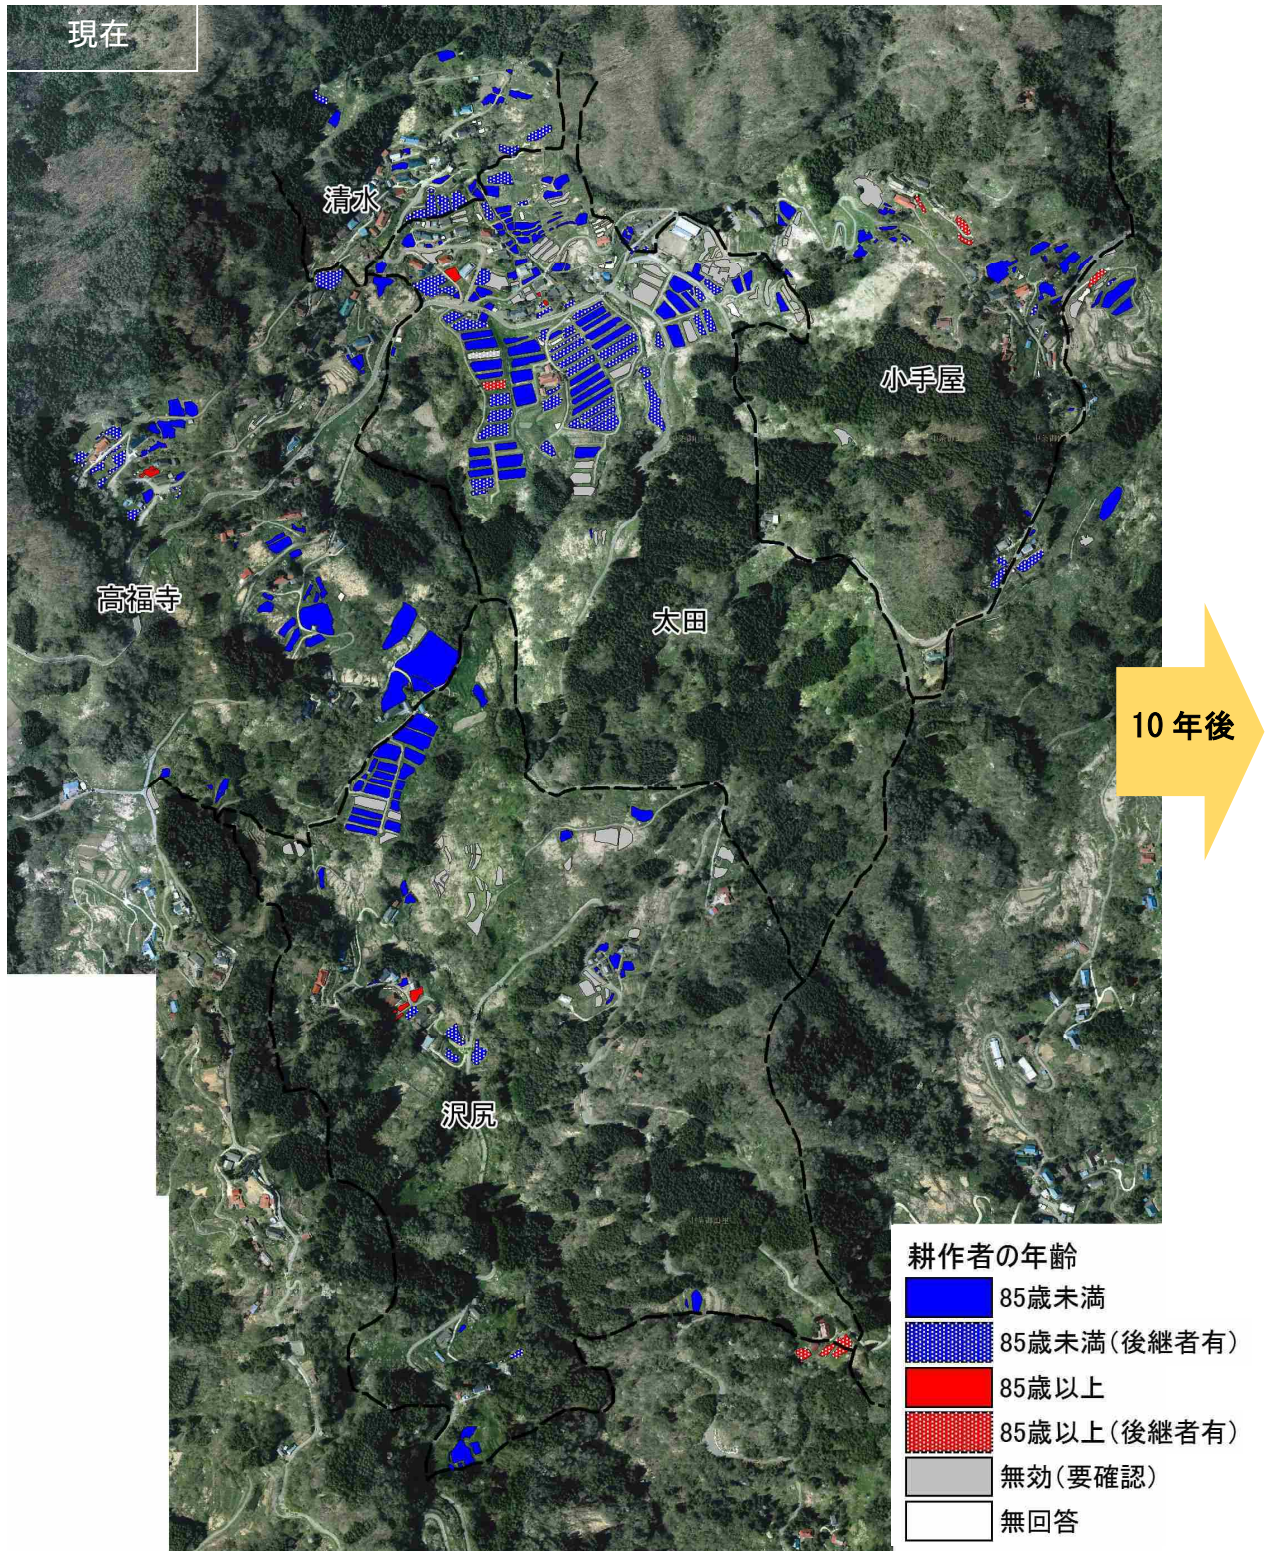 現在
清水
小手屋
高福寺
太田
10年後
沢尻
耕作者の年齢
85歳未満
85歳未満(後継者有)
85歳以上
85歳以上(後継者有)
無効(要確認)
無回答